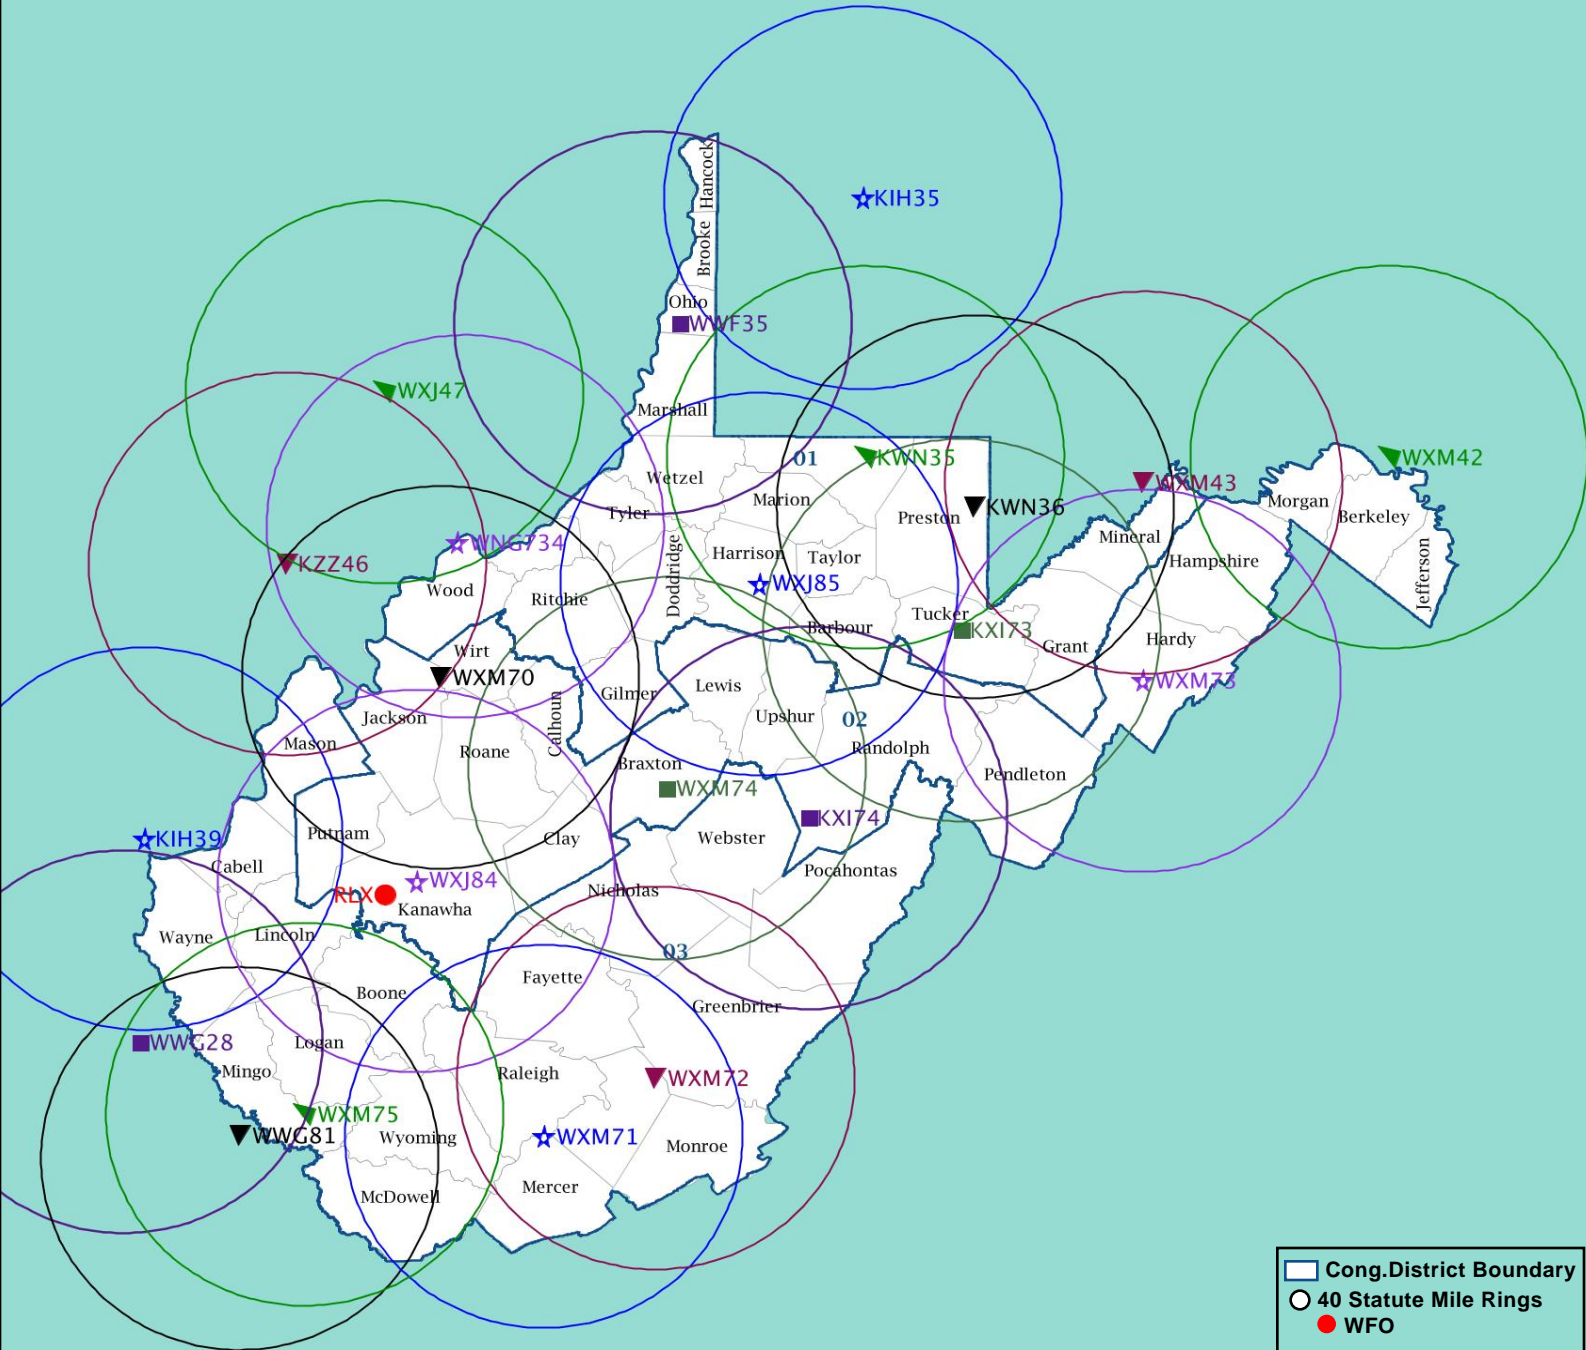 KIH35
Hancock
Brooke
Ohio
WWF35
WXJ47
Marshall
01
KWN35
WXM42
Wetzel
WXM43
Marion
Morgan
Tyler
KWN36
Preston
Berkeley
WNG734
Mineral
Harrison
Taylor
Hampshire
KZZ46
Doddridge
WXJ85
Jefferson
Wood
Ritchie
Tucker
Barbour
KXI73
Hardy
Wirt
Grant
WXM70
WXM73
Lewis
Gilmer
Jackson
Upshur
02
Calhoun
Mason
Roane
Randolph
Braxton
Pendleton
WXM74
KXI74
Putnam
KIH39
Clay
Webster
Cabell
Pocahontas
WXJ84
RLX
Nicholas
Kanawha
Wayne
Lincoln
03
Fayette
Boone
Greenbrier
WWG28
Logan
Mingo
Raleigh
WXM72
WXM75
WWG81
Wyoming
WXM71
Monroe
Mercer
McDowell
Cong.District Boundary
40 Statute Mile Rings
WFO